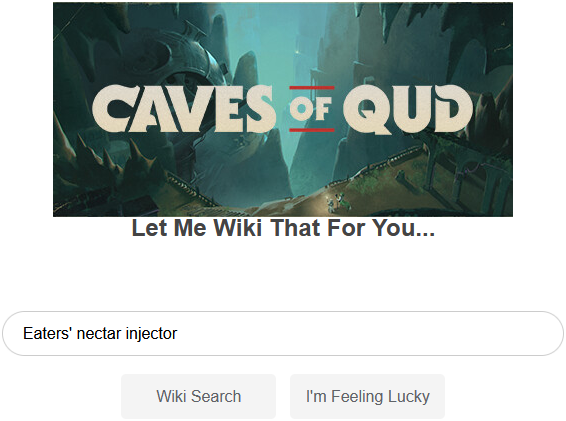 CAVES OF QUD
Let Me Wiki That For You...
Eaters' nectar injector
Wiki Search
I'm Feeling Lucky